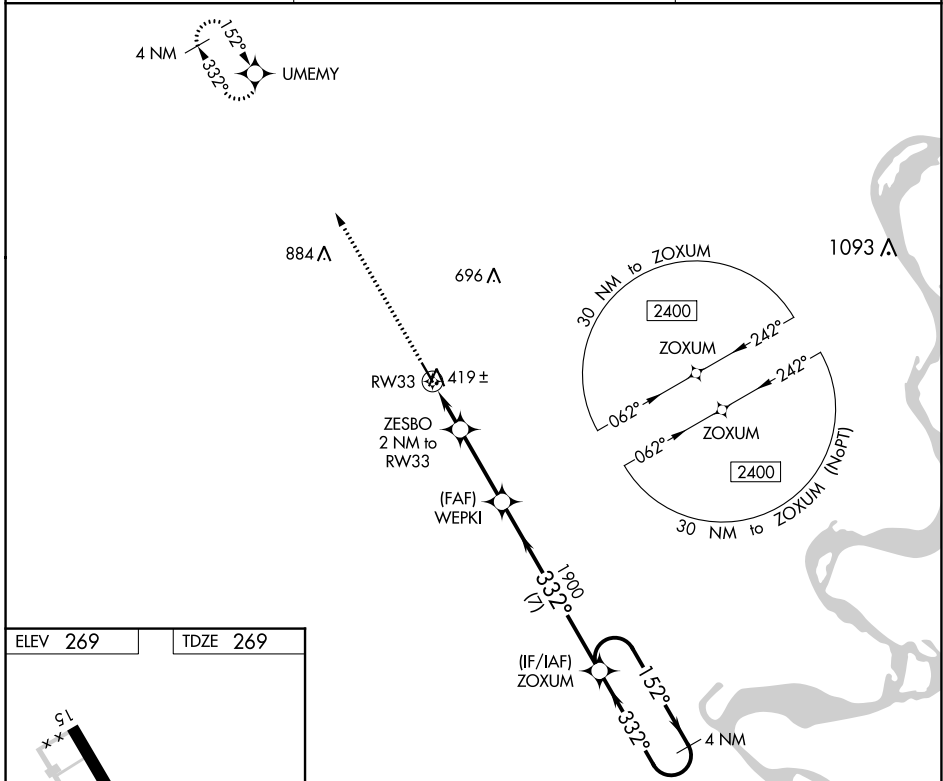 152°
4 NM
332°
UMEMY
884
696
1093
30 NM to ZOXUM
2400
ZOXUM
242°
062°
RW33
419 ±
ZESBO
2 NM to
RW33
242°
062°
ZOXUM
2400
30 NM to ZOXUM (NoPT)
(FAF)
WEPKI
1900
332°
(7)
(IF/IAF)
ZOXUM
152°
332°
4 NM
ELEV 269
TDZE 269
15